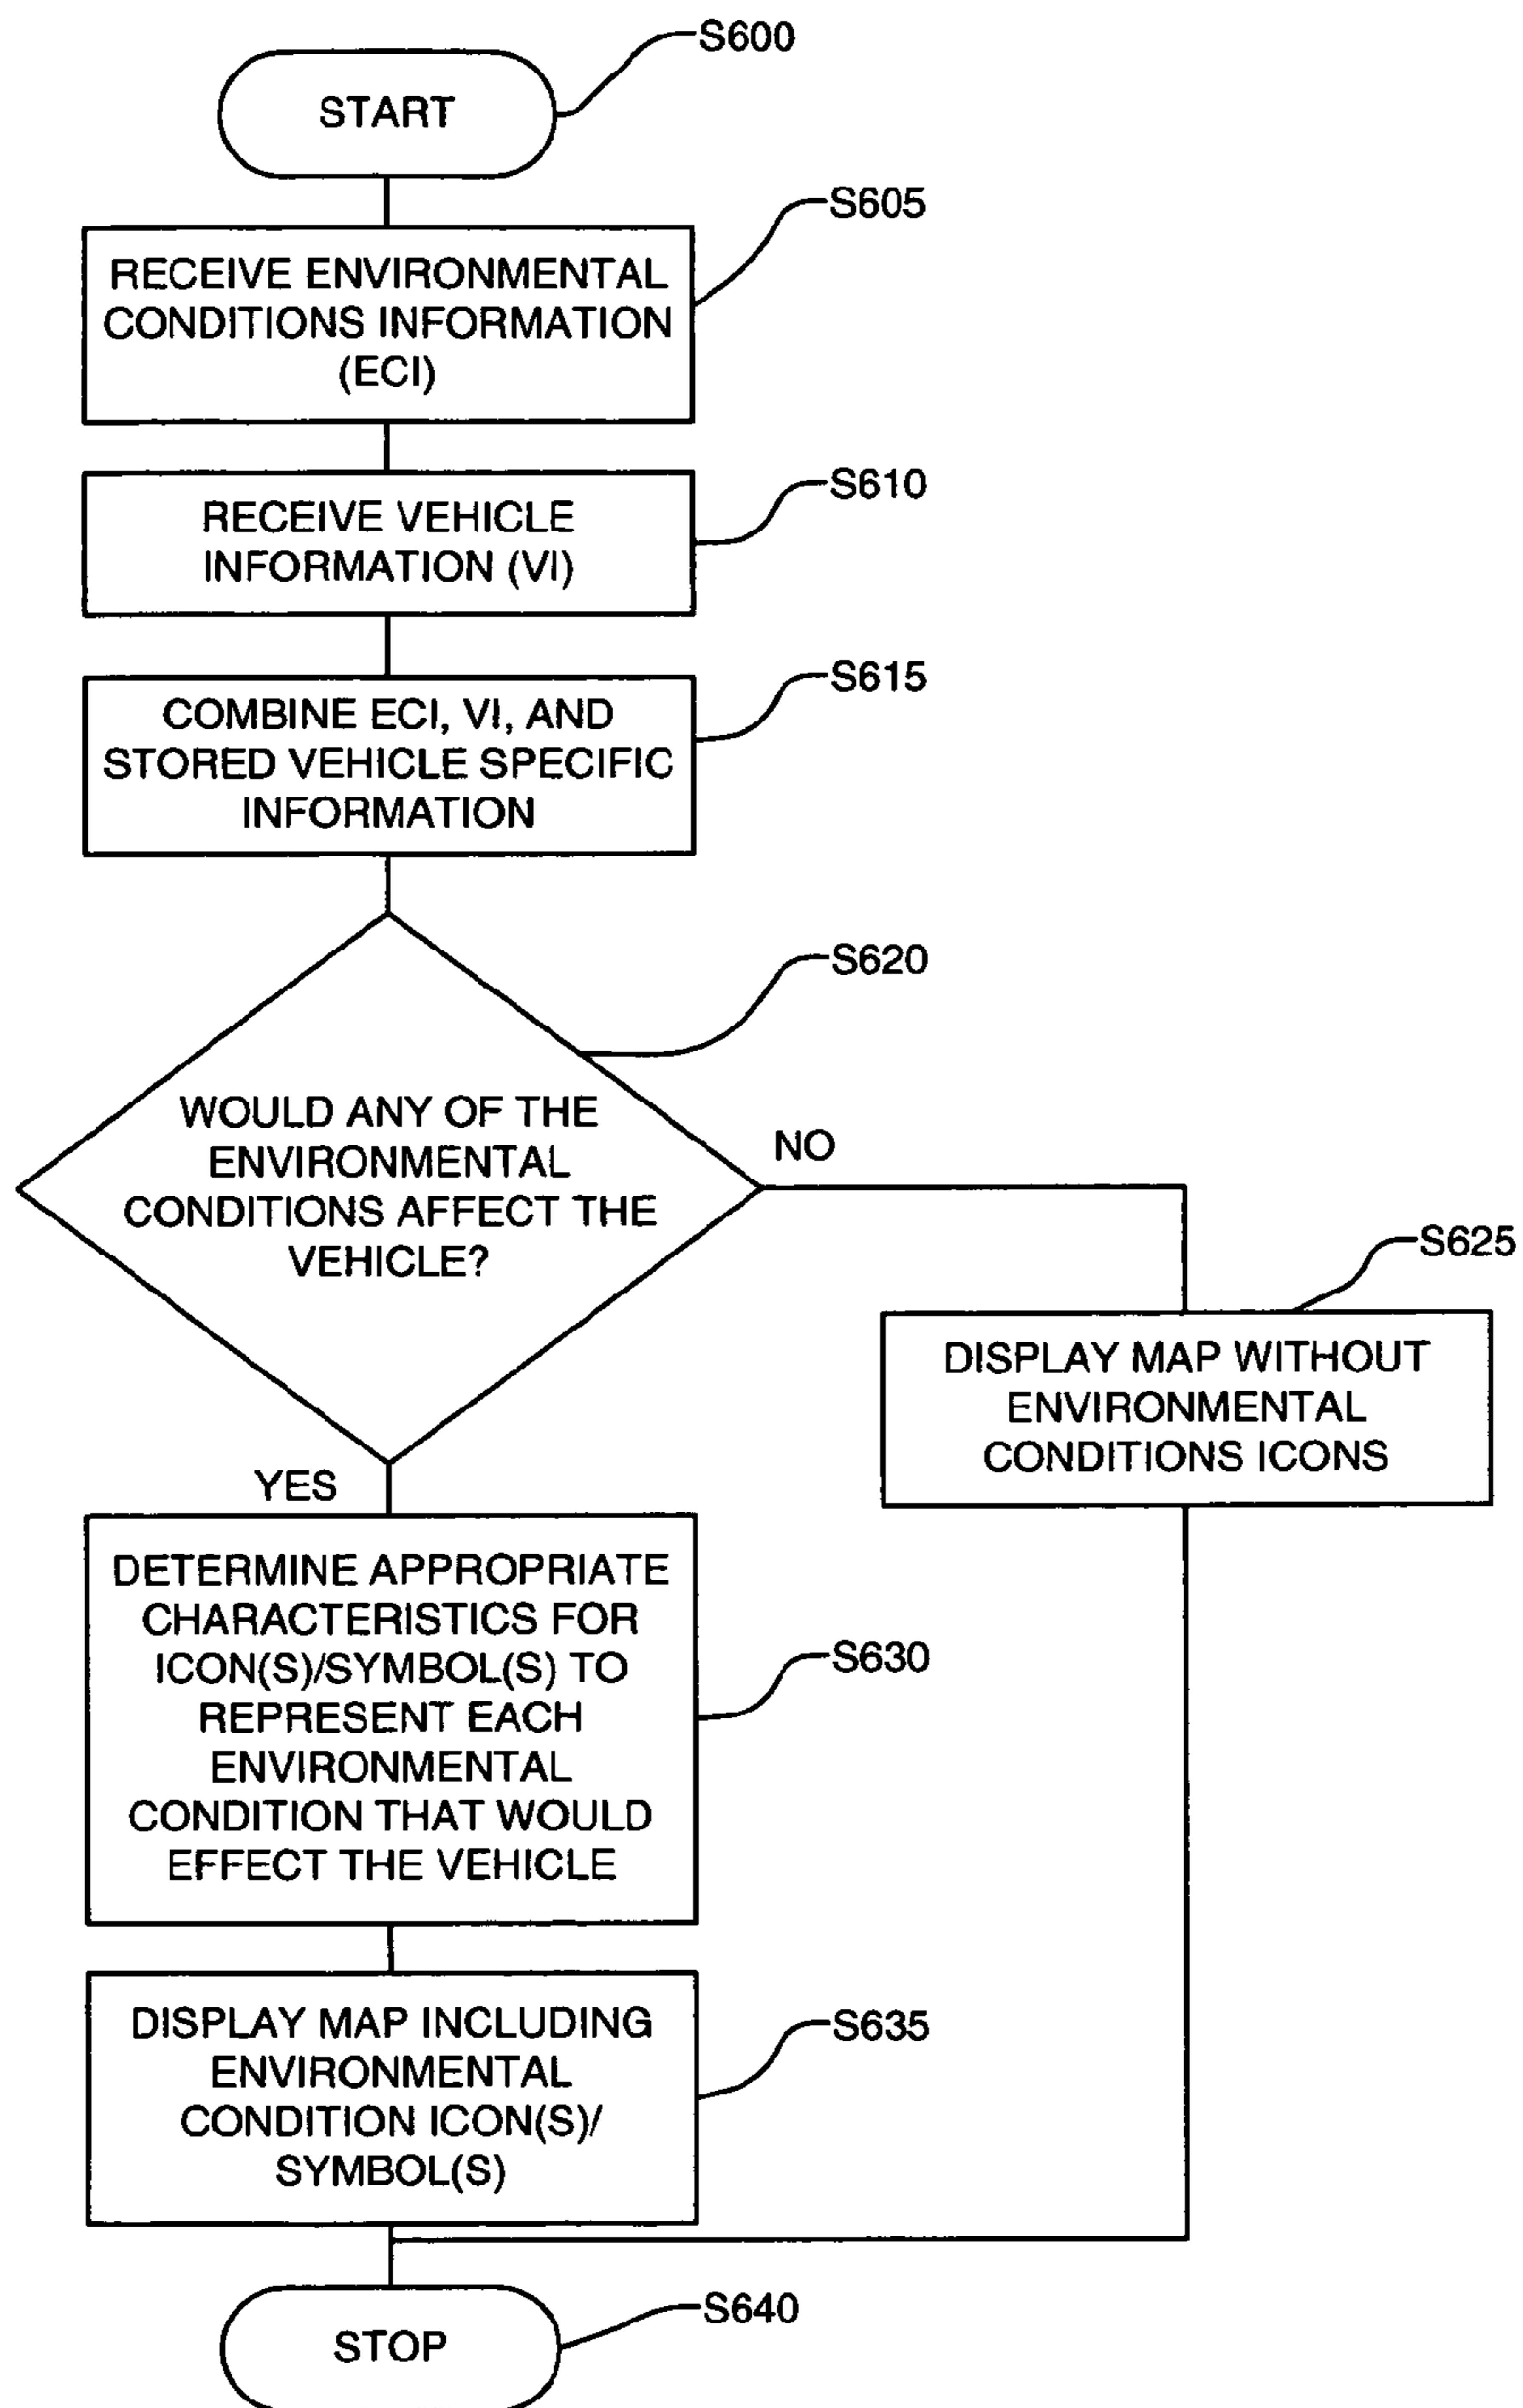 S600
START
S605
RECEIVE ENVIRONMENTAL
CONDITIONS INFORMATION
(ECI)
S610
RECEIVE VEHICLE
INFORMATION (VI)
S615
COMBINE ECI, VI, AND
STORED VEHICLE SPECIFIC
INFORMATION
S620
WOULD ANY OF THE
ENVIRONMENTAL
CONDITIONS AFFECT THE
VEHICLE?
NO
S625
DISPLAY MAP WITHOUT
ENVIRONMENTAL
CONDITIONS ICONS
YES
DETERMINE APPROPRIATE
CHARACTERISTICS FOR
ICON(S)/SYMBOL(S) TO
REPRESENT EACH
ENVIRONMENTAL
CONDITION THAT WOULD
EFFECT THE VEHICLE
S630
DISPLAY MAP INCLUDING
ENVIRONMENTAL
CONDITION ICON(S)/
SYMBOL(S)
S635
S640
STOP